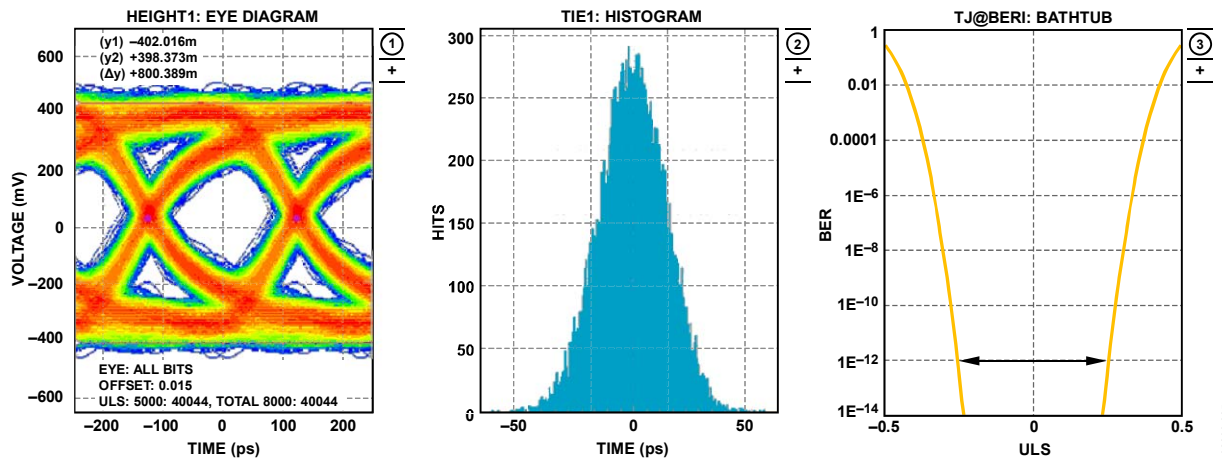 HEIGHT1: EYE DIAGRAM
(y1) –402.016m
(y2) +398.373m
(Δy) +800.389m
1
+
600
400
200
0
–200
–400
–600
VOLTAGE (mV)
EYE: ALL BITS
OFFSET: 0.015
ULS: 5000: 40044, TOTAL 8000: 40044
–200
–100
0
100
200
TIME (ps)
TIE1: HISTOGRAM
2
+
300
250
300
150
100
50
0
HITS
–50
0
50
TIME (ps)
TJ@BERI: BATHTUB
3
+
1
0.01
0.0001
1E–6
1E–8
1E–10
1E–12
1E–14
BER
–0.5
0
0.5
ULS